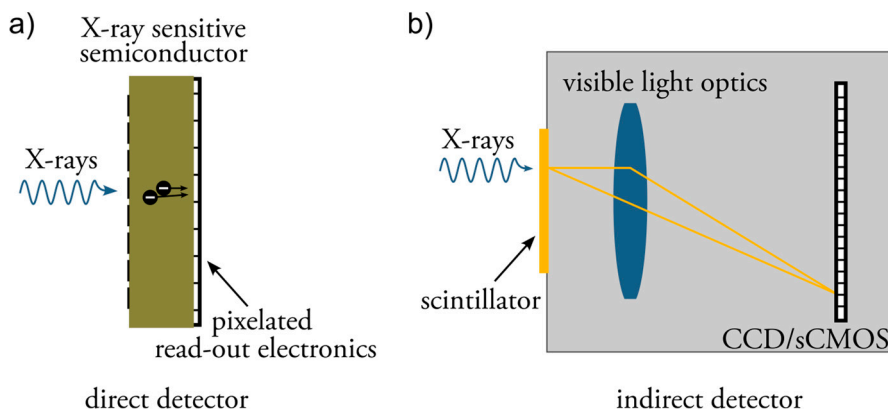 a)
X-ray sensitive
semiconductor
X-rays
pixelated
read-out electronics
direct detector
b)
visible light optics
X-rays
scintillator
CCD/sCMOS
indirect detector